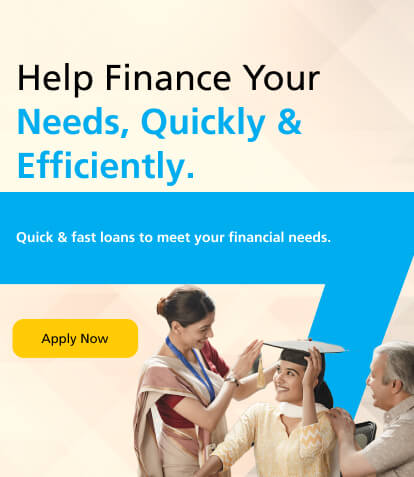 Help Finance Your
Needs, Quickly &
Efficiently.
Quick & fast loans to meet your financial needs.
Apply Now